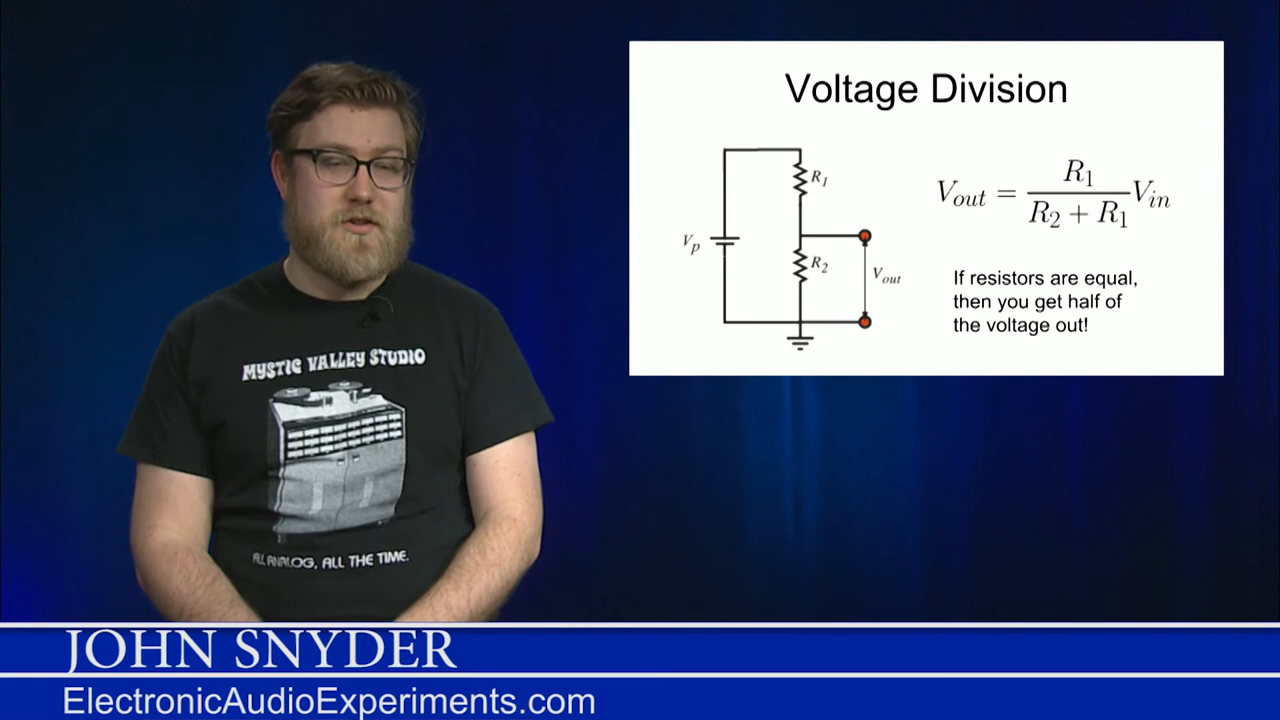 Voltage Division
R1
Vp
R2
Vout
Vout = R1 / (R2 + R1) Vin
If resistors are equal,
then you get half of
the voltage out!
MYSTIC VALLEY STUDIO
ALL ANALOG, ALL THE TIME.
JOHN SNYDER
ElectronicAudioExperiments.com